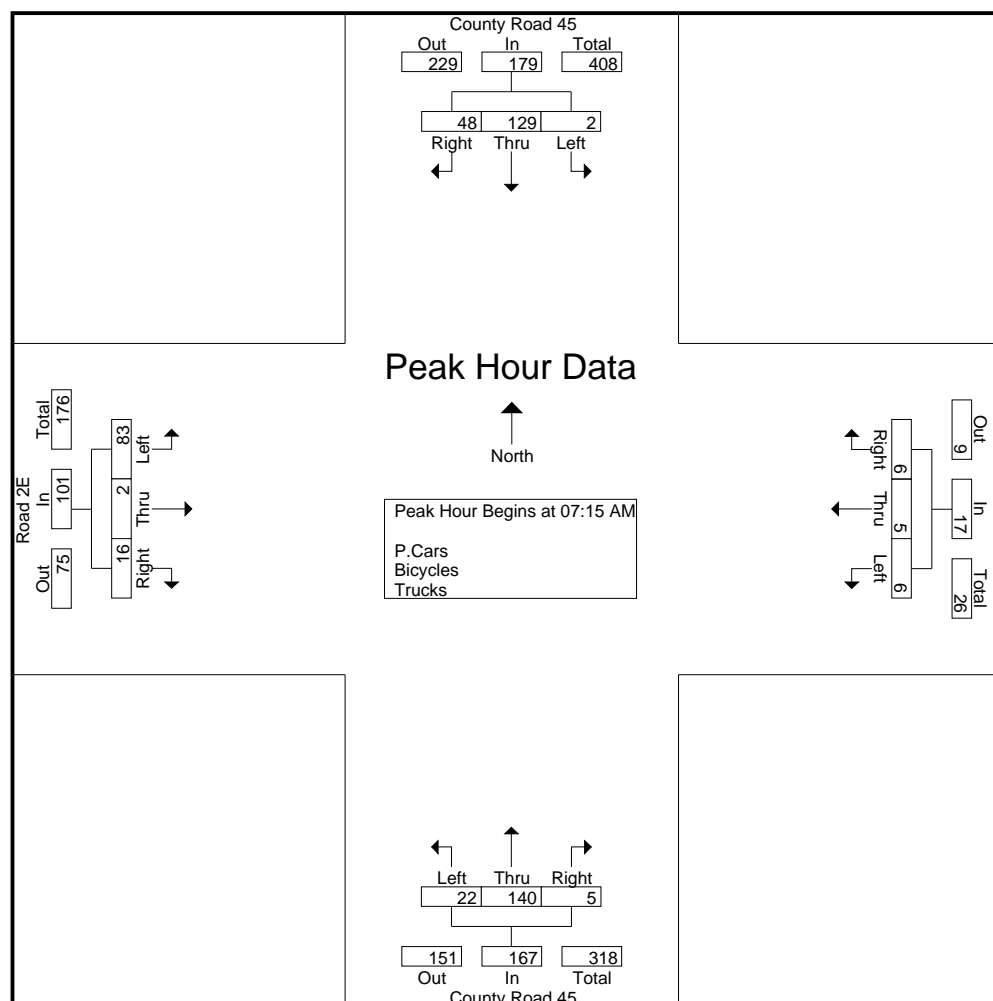 County Road 45
Out In Total
229 179 408
48 129 2
Right Thru Left
Peak Hour Data
North
Peak Hour Begins at 07:15 AM
P.Cars
Bicycles
Trucks
Road 2E
Out In Total
75 101 176
16 2 83
Right Thru Left
Right Thru Left
6 5 6
Out In Total
9 17 26
Left Thru Right
22 140 5
151 167 318
Out In Total
County Road 45